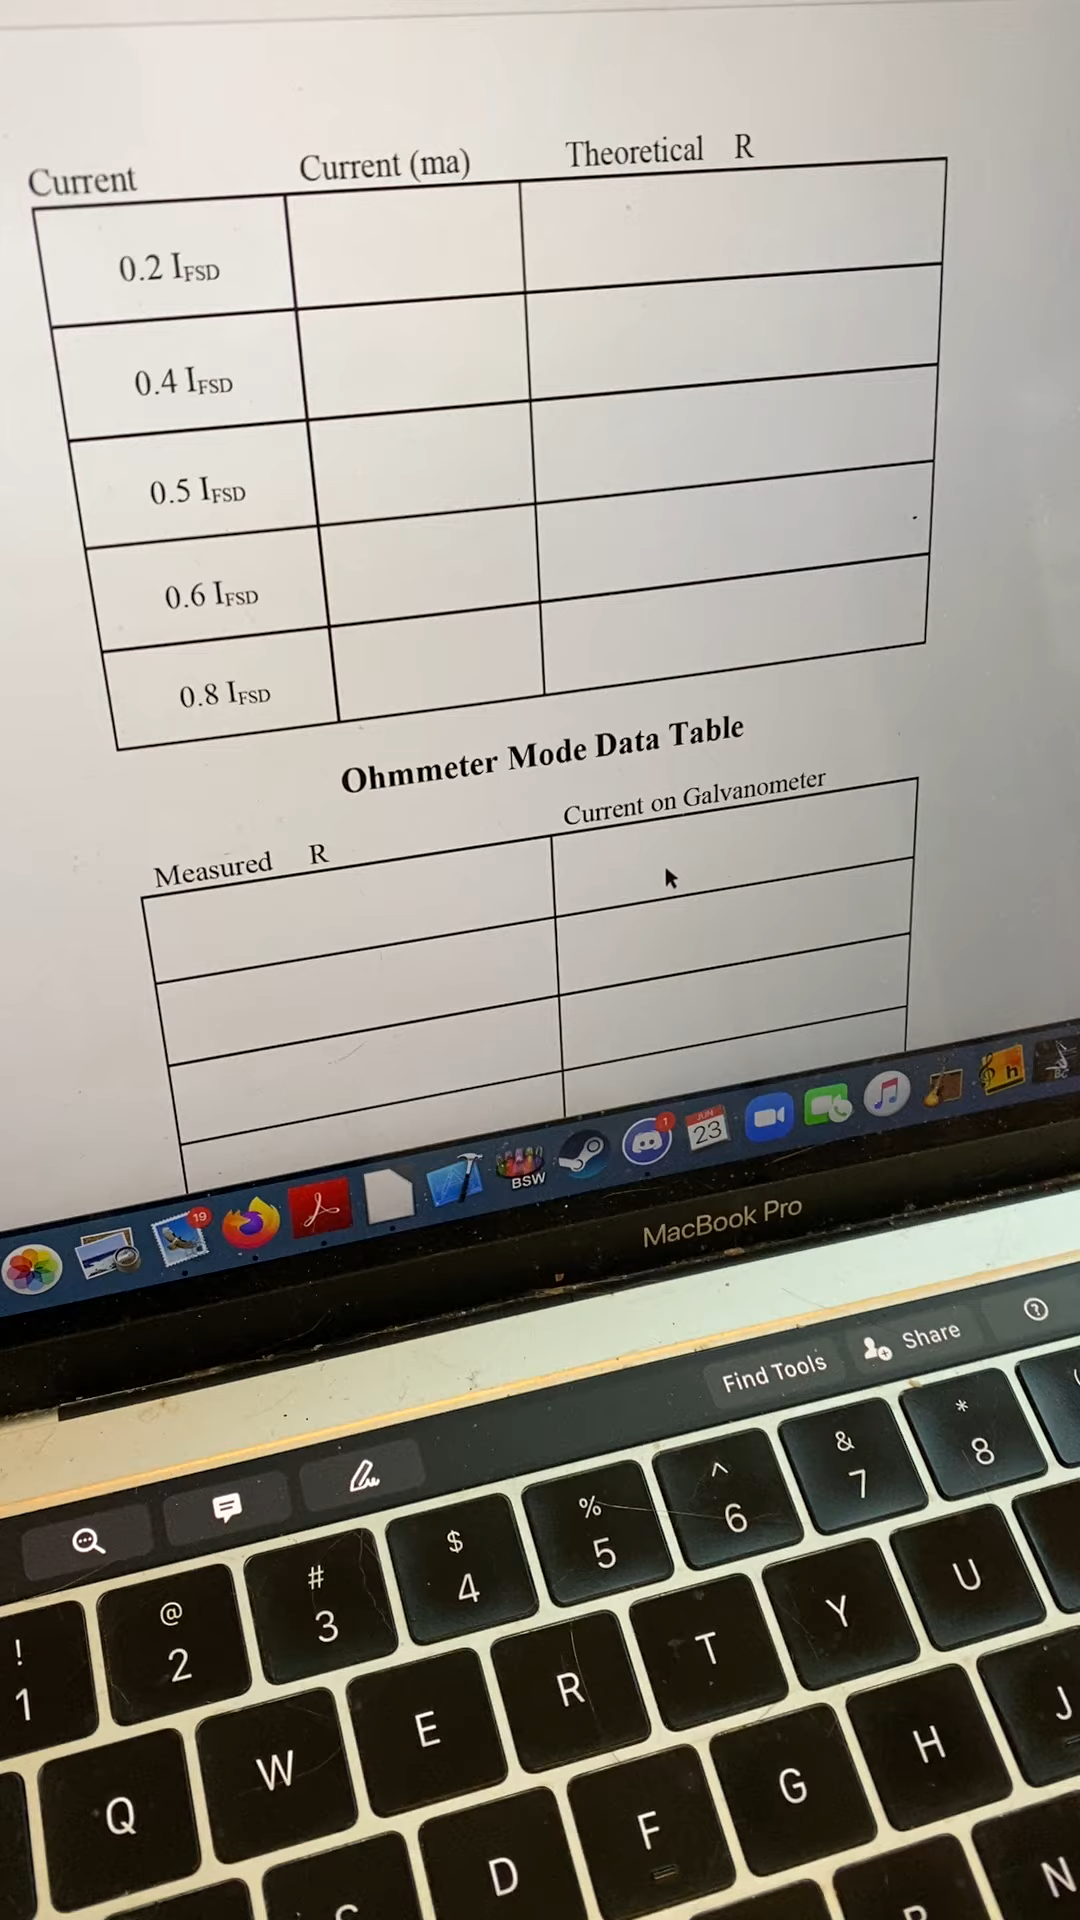 Current Current (ma) Theoretical R
0.2 IFSD
0.4 IFSD
0.5 IFSD
0.6 IFSD
0.8 IFSD
Ohmmeter Mode Data Table
Measured R Current on Galvanometer
19
BSW
1
JUN
23
h
MacBook Pro
Find Tools Share ?
! 1 @ 2 # 3 $ 4 % 5 ^ 6 & 7 * 8 (
Q W E R T Y U
D F G H J
N